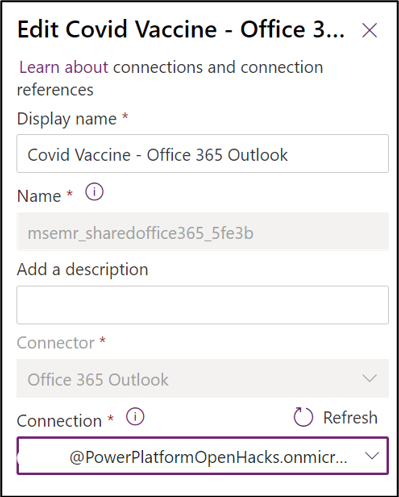 Edit Covid Vaccine - Office 3...
Learn about connections and connection
references
Display name *
Covid Vaccine - Office 365 Outlook
Name *
msemr_sharedoffice365_5fe3b
Add a description
Connector *
Office 365 Outlook
Connection *
Refresh
@PowerPlatformOpenHacks.onmicr...